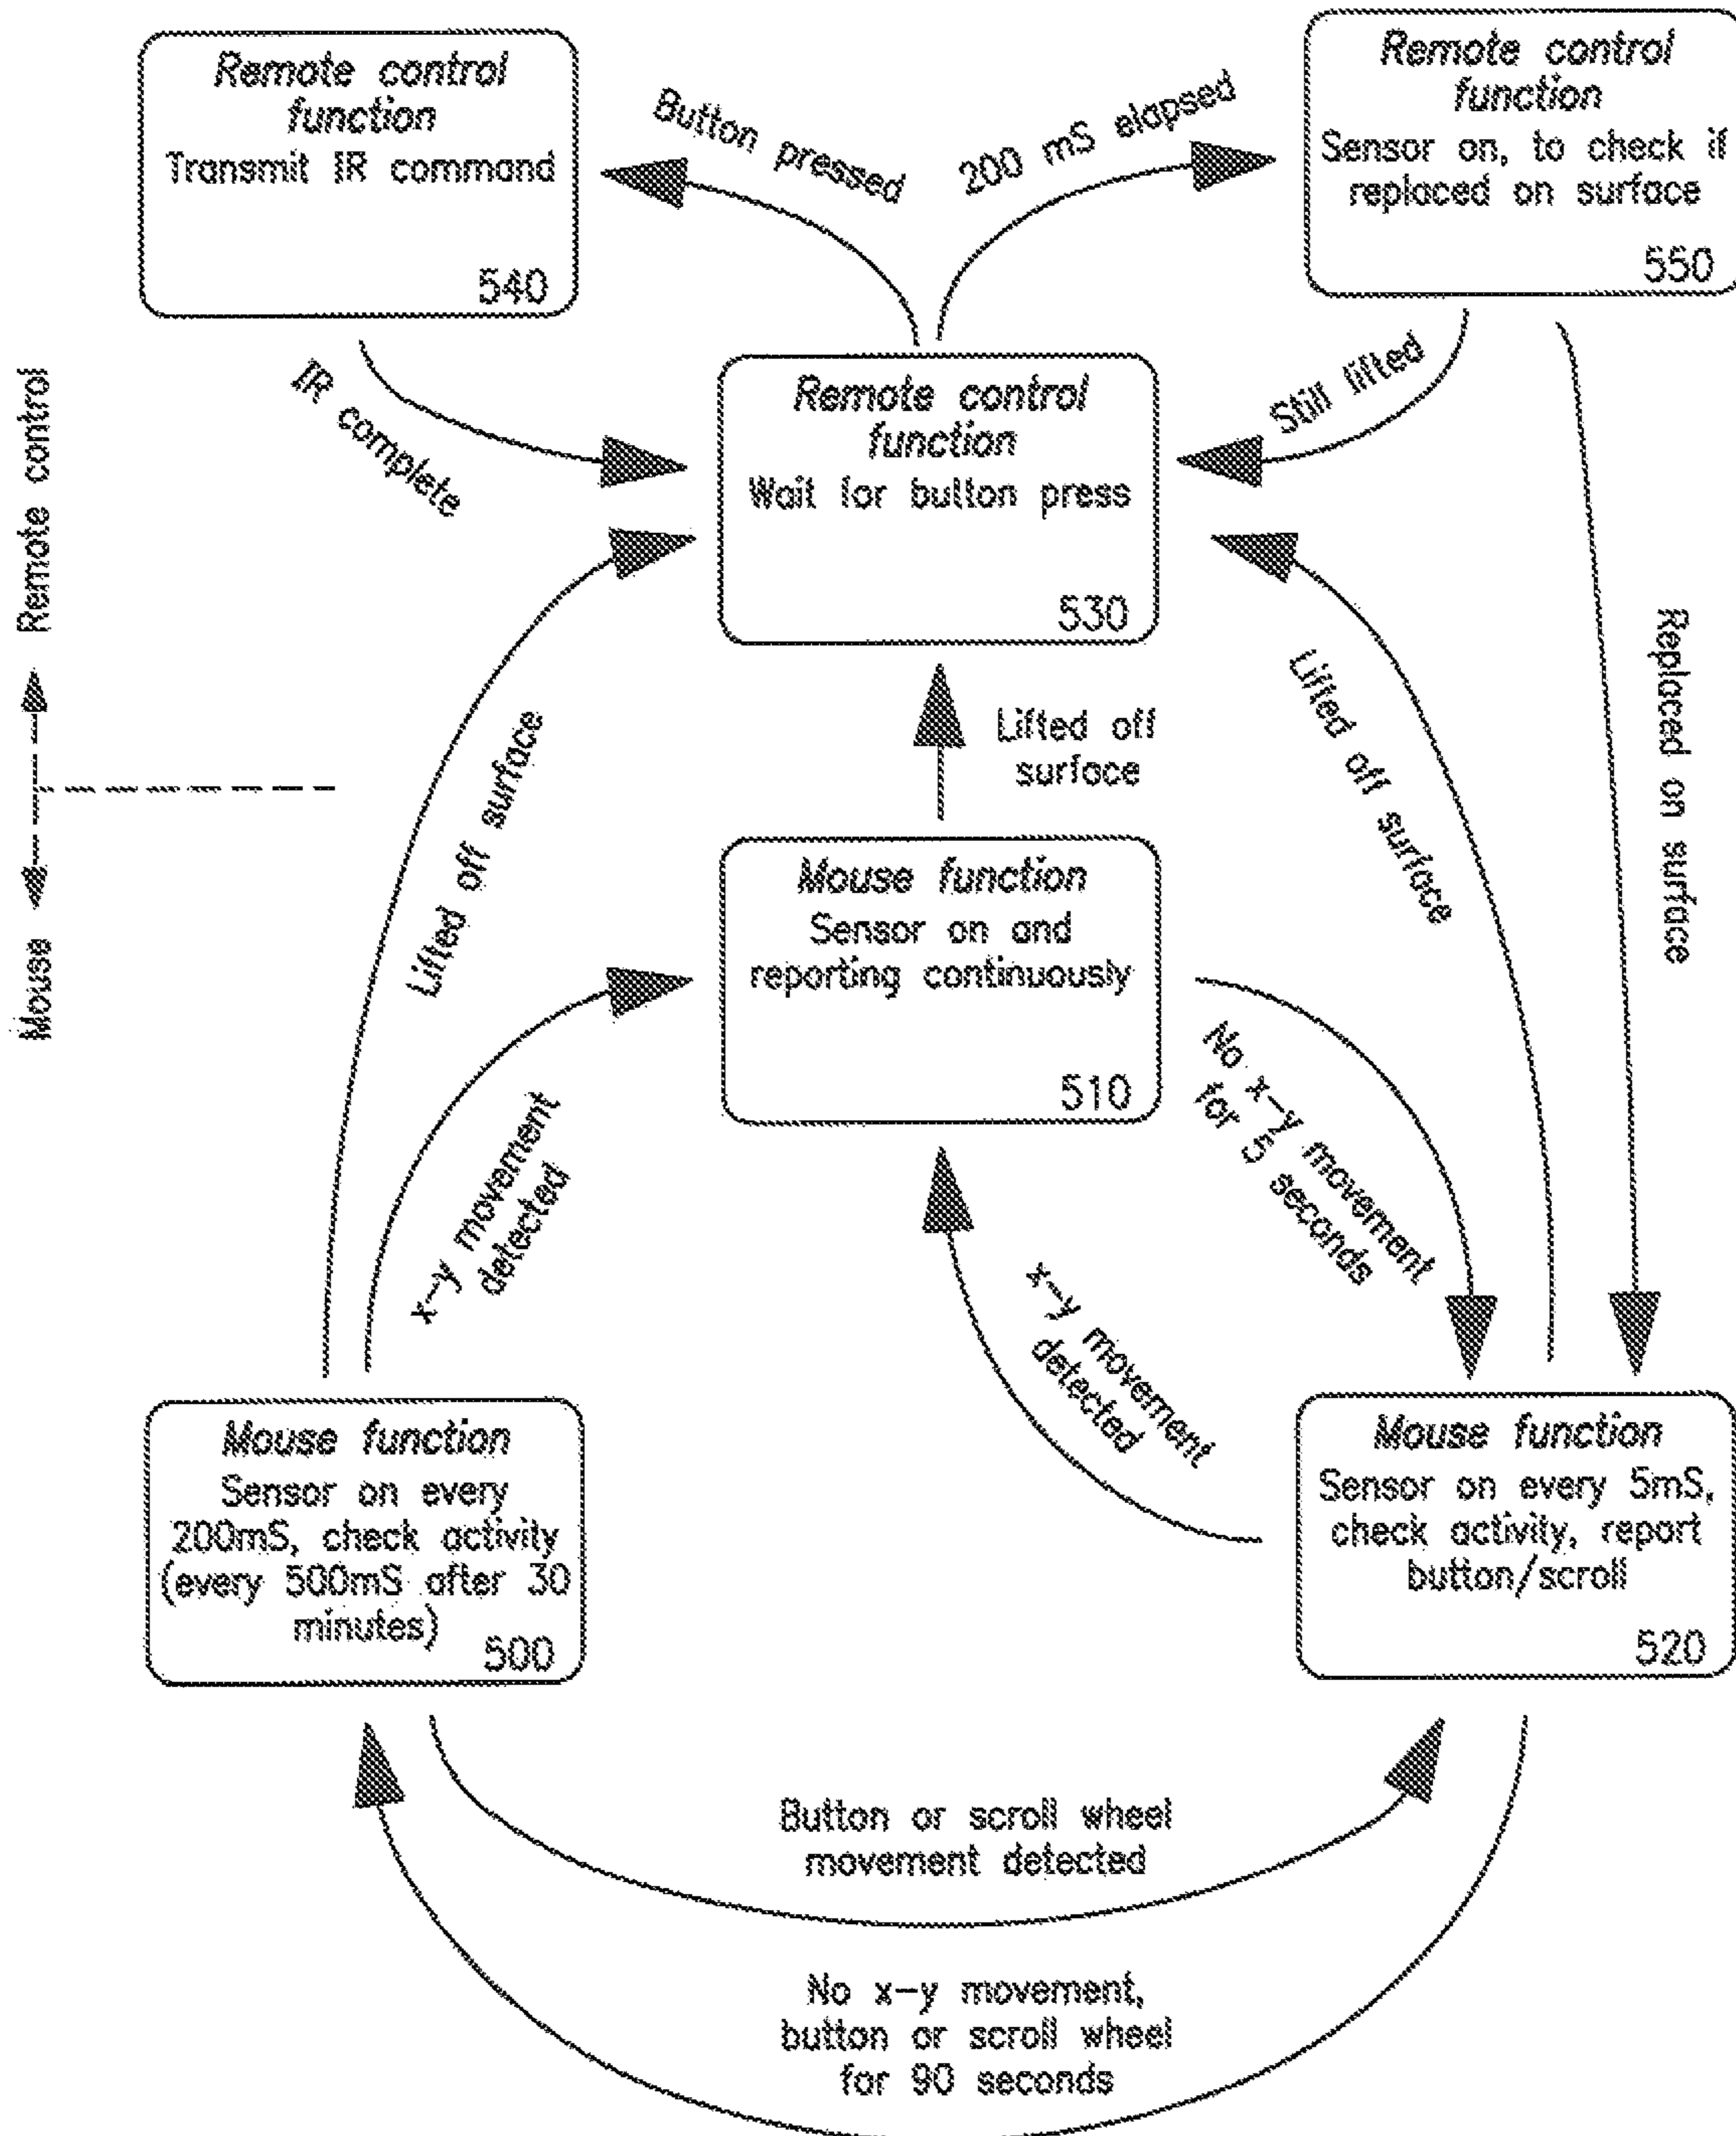 Remote control
function
Transmit IR command
540
Button pressed
200 mS elapsed
Remote control
function
Sensor on, to check if
replaced on surface
550
IR complete
Still lifted
Remote control
function
Wait for button press
530
Remote control
Mouse
Lifted off surface
Lifted off
surface
Lifted off surface
Replaced on surface
Mouse function
Sensor on and
reporting continuously
510
x-y movement
detected
No x-y movement
for 5 seconds
x-y movement
detected
Mouse function
Sensor on every
200mS, check activity
(every 500mS after 30
minutes)
500
Mouse function
Sensor on every 5mS,
check activity, report
button/scroll
520
Button or scroll wheel
movement detected
No x-y movement,
button or scroll wheel
for 90 seconds